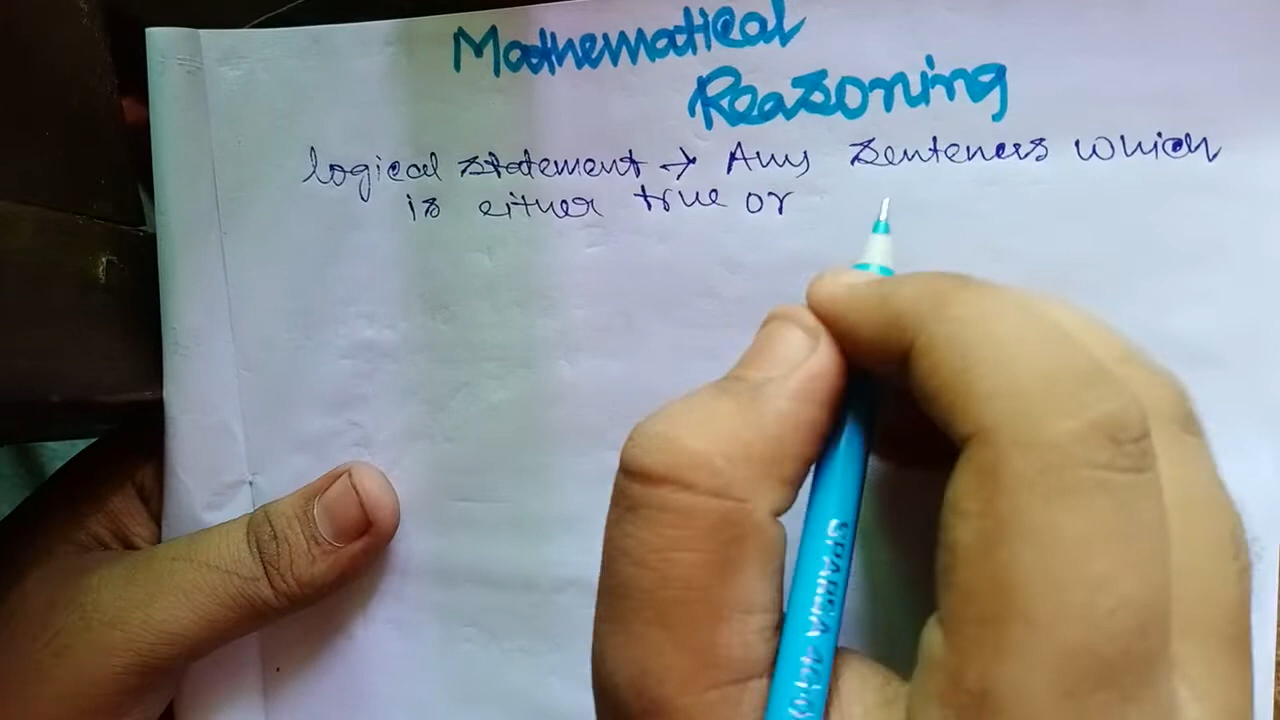 Mathematical
Reasoning
logical statement → Any sentences which
is either true or